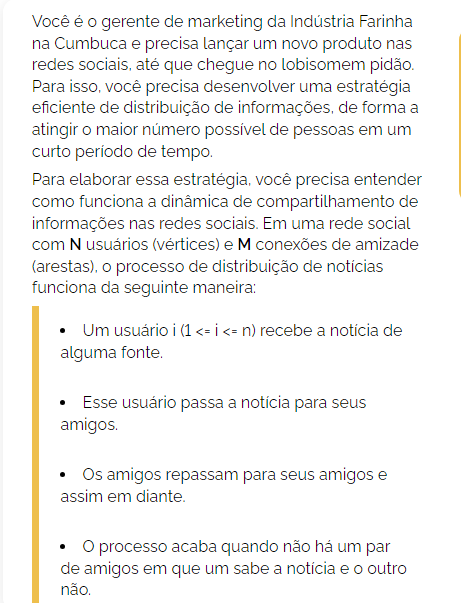 Você é o gerente de marketing da Indústria Farinha
na Cumbuca e precisa lançar um novo produto nas
redes sociais, até que chegue no lobisomem pidão.
Para isso, você precisa desenvolver uma estratégia
eficiente de distribuição de informações, de forma a
atingir o maior número possível de pessoas em um
curto período de tempo.
Para elaborar essa estratégia, você precisa entender
como funciona a dinâmica de compartilhamento de
informações nas redes sociais. Em uma rede social
com N usuários (vértices) e M conexões de amizade
(arestas), o processo de distribuição de notícias
funciona da seguinte maneira:
• Um usuário i (1 <= i <= n) recebe a notícia de
alguma fonte.
• Esse usuário passa a notícia para seus
amigos.
• Os amigos repassam para seus amigos e
assim em diante.
• O processo acaba quando não há um par
de amigos em que um sabe a notícia e o outro
não.